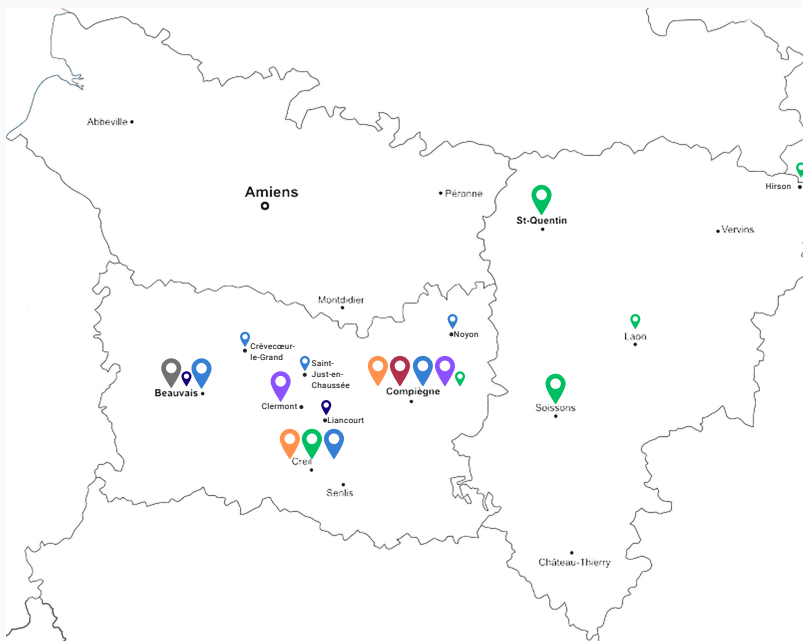 Abbeville
Hirson
Amiens
Péronne
St-Quentin
Vervins
Montdidier
Noyon
Laon
Crèvecœur-
le-Grand
Saint-
Just-en-
Chaussée
Beauvais
Compiègne
Clermont
Soissons
Liancourt
Creil
Senlis
Château-Thierry